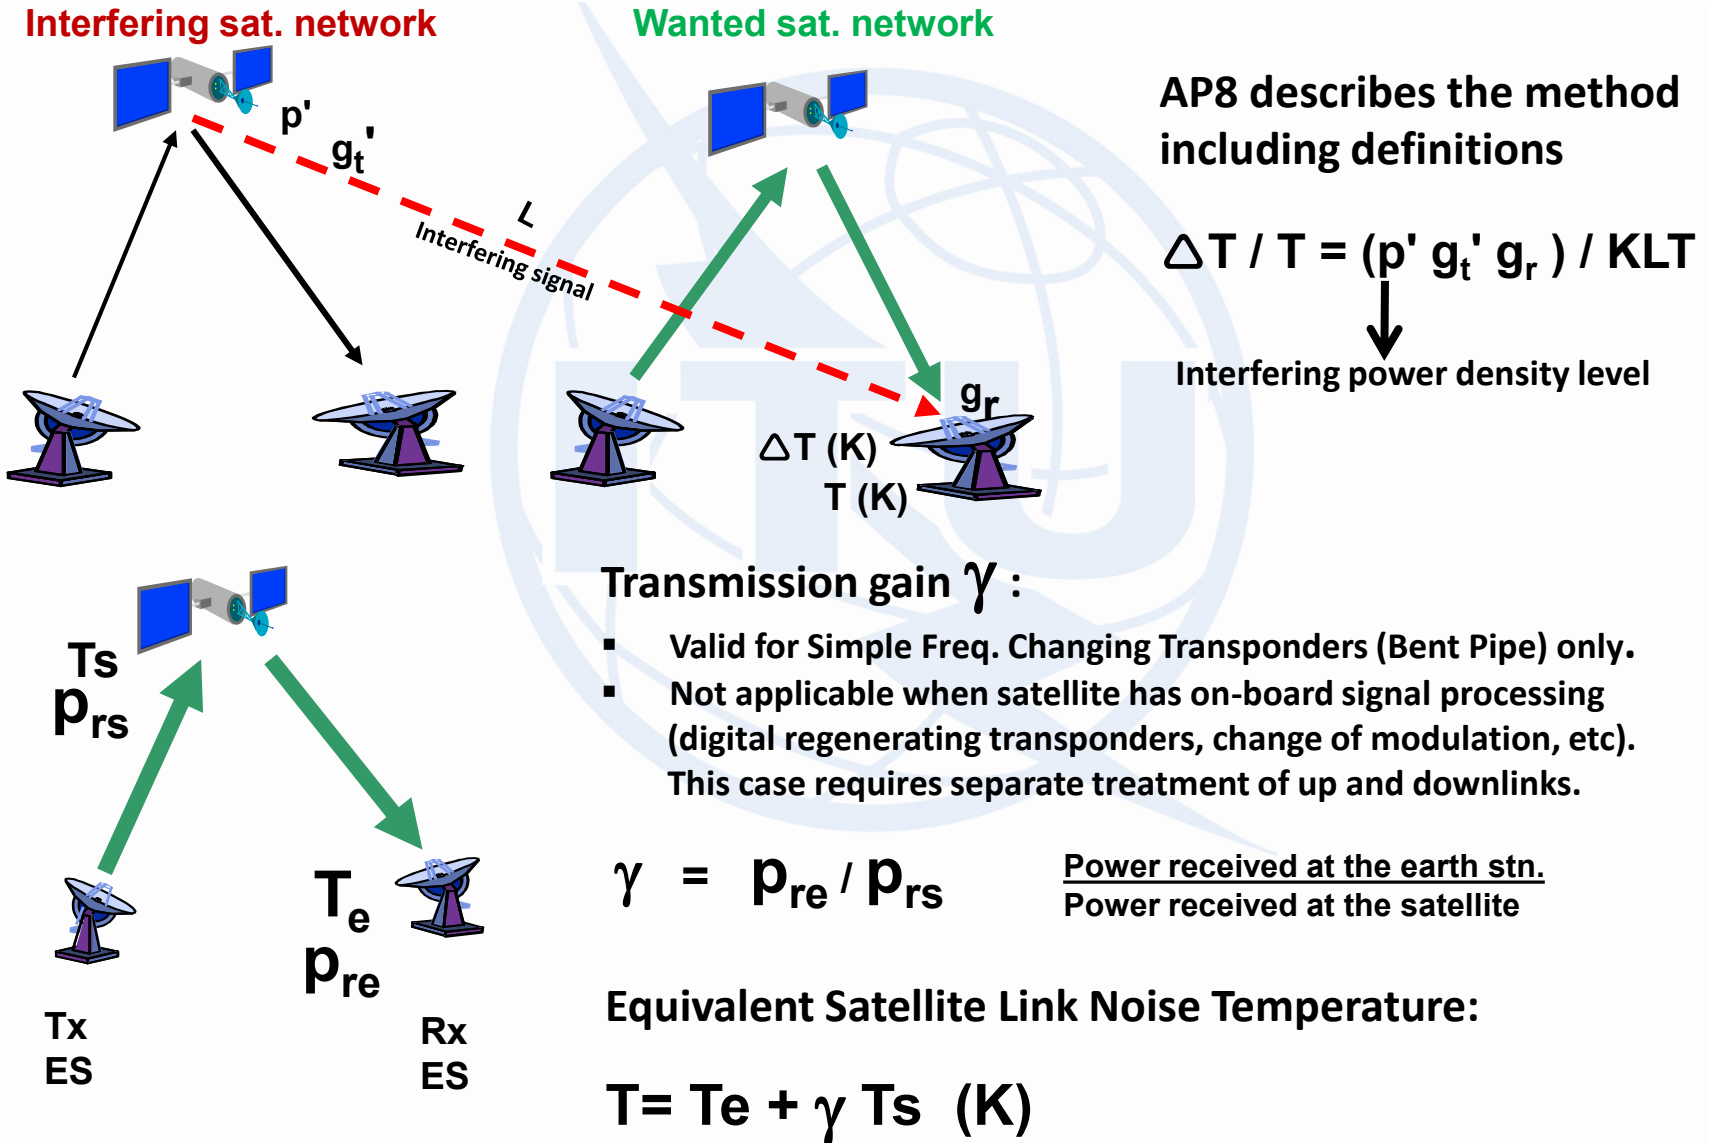 Interfering sat. network
Wanted sat. network
p'
gt'
L
Interfering signal
gr
△T (K)
T (K)
AP8 describes the method
including definitions
△T / T = (p' gt' gr ) / KLT
Interfering power density level
ITU
Ts
prs
Te
pre
Tx
ES
Rx
ES
Transmission gain γ :
▪ Valid for Simple Freq. Changing Transponders (Bent Pipe) only.
▪ Not applicable when satellite has on-board signal processing
(digital regenerating transponders, change of modulation, etc).
This case requires separate treatment of up and downlinks.
γ = pre / prs
Power received at the earth stn.
Power received at the satellite
Equivalent Satellite Link Noise Temperature:
T= Te + γ Ts (K)